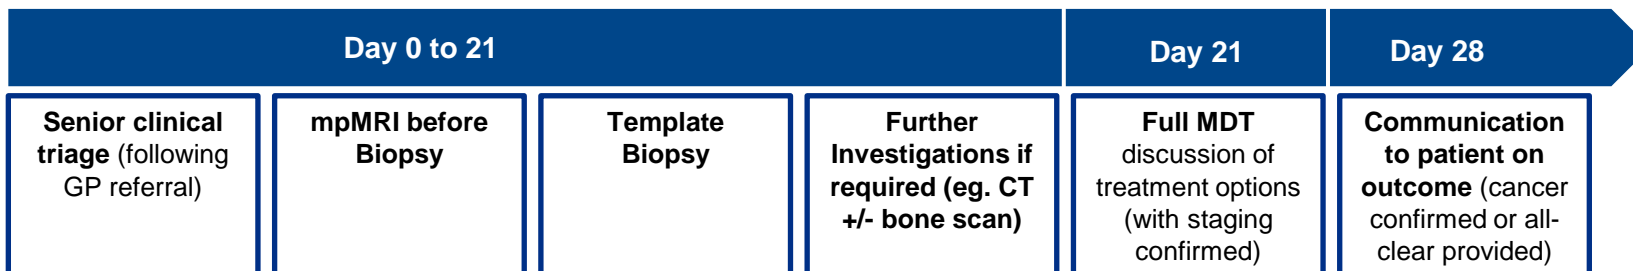 Day 0 to 21
Day 21
Day 28
Senior clinical
triage (following
GP referral)
mpMRI before
Biopsy
Template
Biopsy
Further
Investigations if
required (eg. CT
+/- bone scan)
Full MDT
discussion of
treatment options
(with staging
confirmed)
Communication
to patient on
outcome (cancer
confirmed or all-
clear provided)